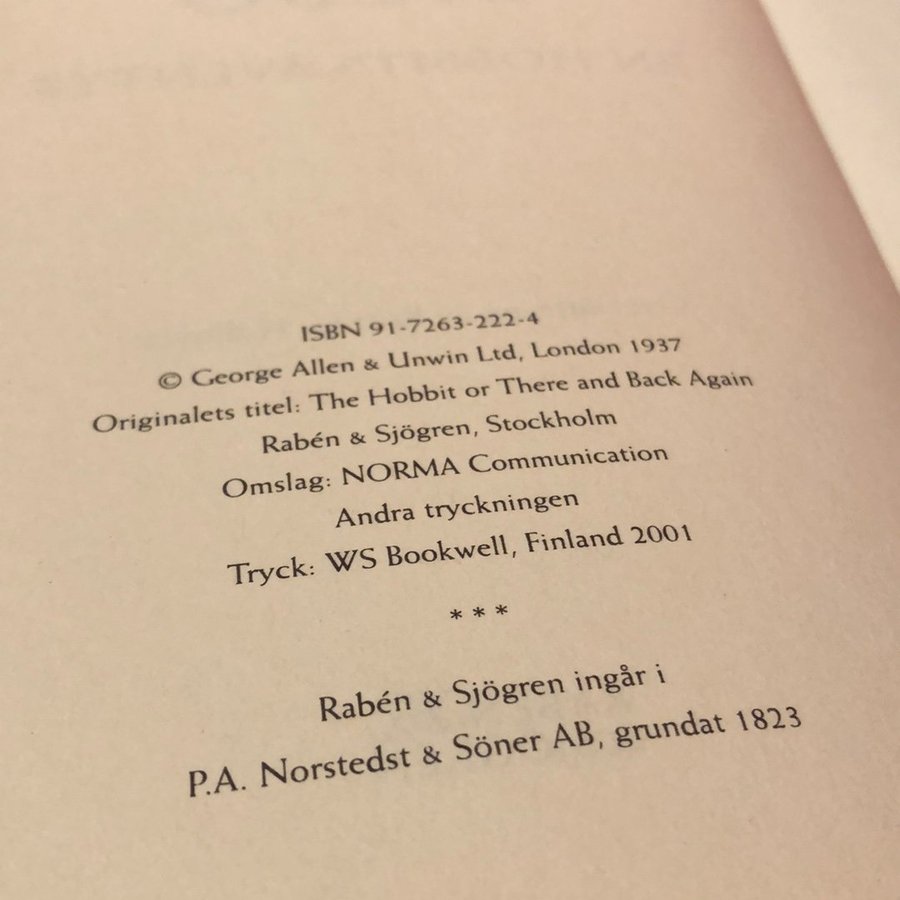 ISBN 91-7263-222-4
© George Allen & Unwin Ltd, London 1937
Originalets titel: The Hobbit or There and Back Again
Rabén & Sjögren, Stockholm
Omslag: NORMA Communication
Andra tryckningen
Tryck: WS Bookwell, Finland 2001
* * *
Rabén & Sjögren ingår i
P.A. Norstedst & Söner AB, grundat 1823